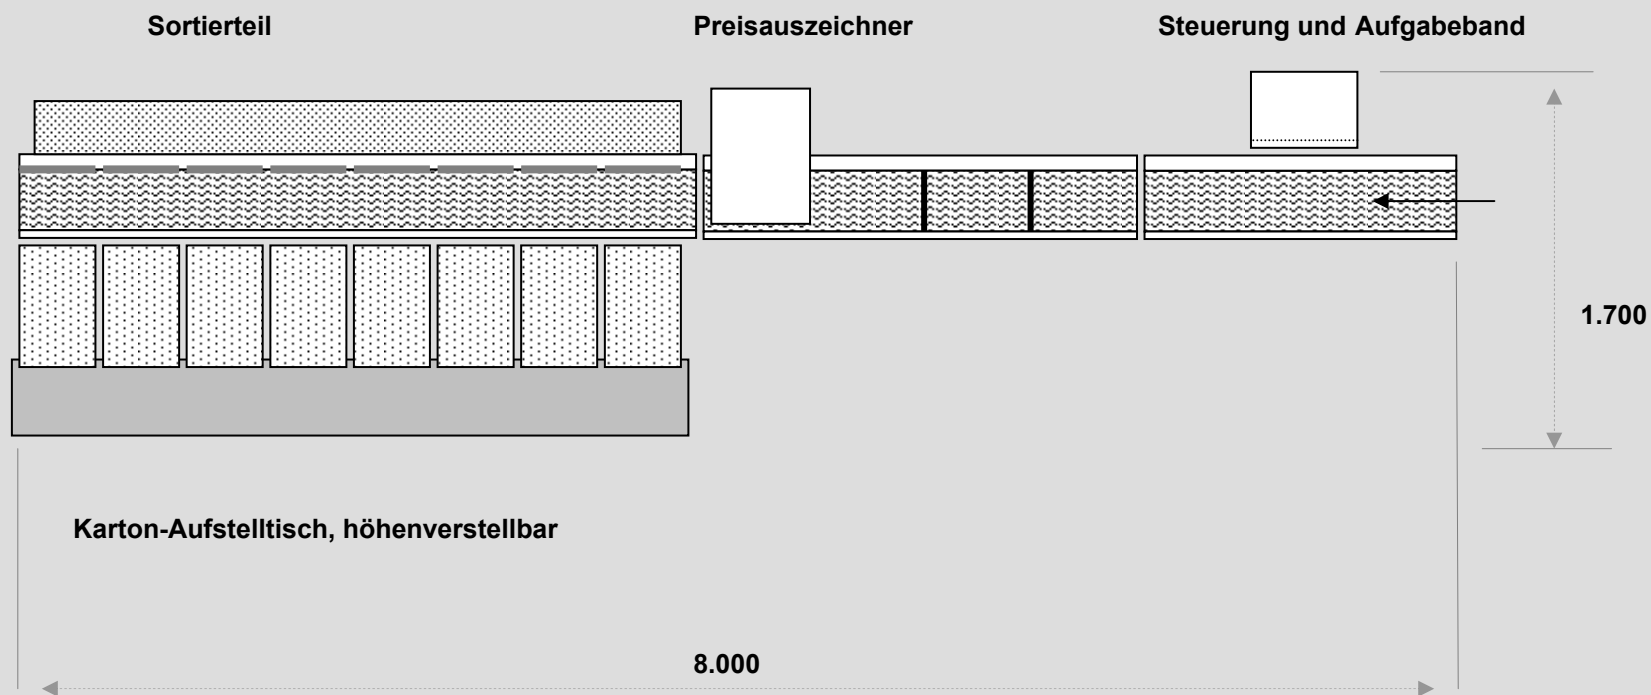 Sortierteil
Preisauszeichner
Steuerung und Aufgabeband
1.700
Karton-Aufstelltisch, höhenverstellbar
8.000